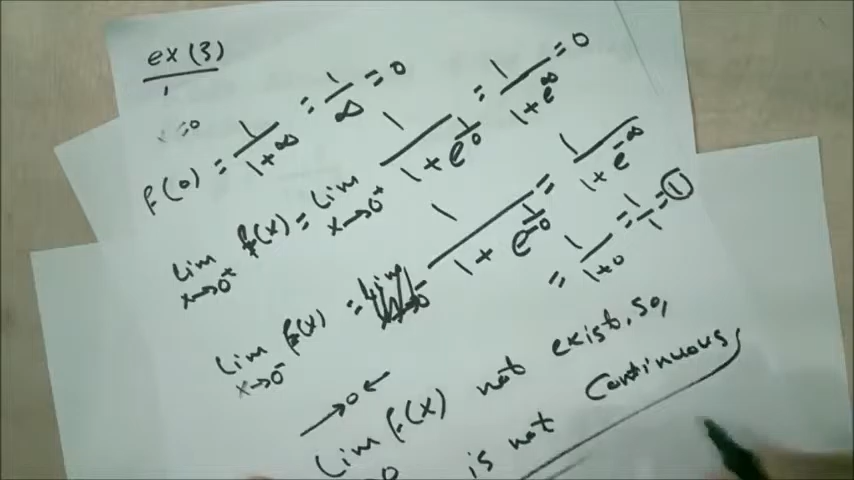 ex (3)
x=0
f(0) = 1/(1+∞) = 1/∞ = 0
lim x→0⁺ f(x) = lim x→0⁺ 1/(1+e^(1/0)) = 1/(1+e^∞) = 0
lim x→0⁻ f(x) = 1/(1+e^(1/-0)) = 1/(1+e^-∞)
= 1/(1+0) = 1/1 = 1
→0←
lim f(x) not exist, so,
is not Continuous